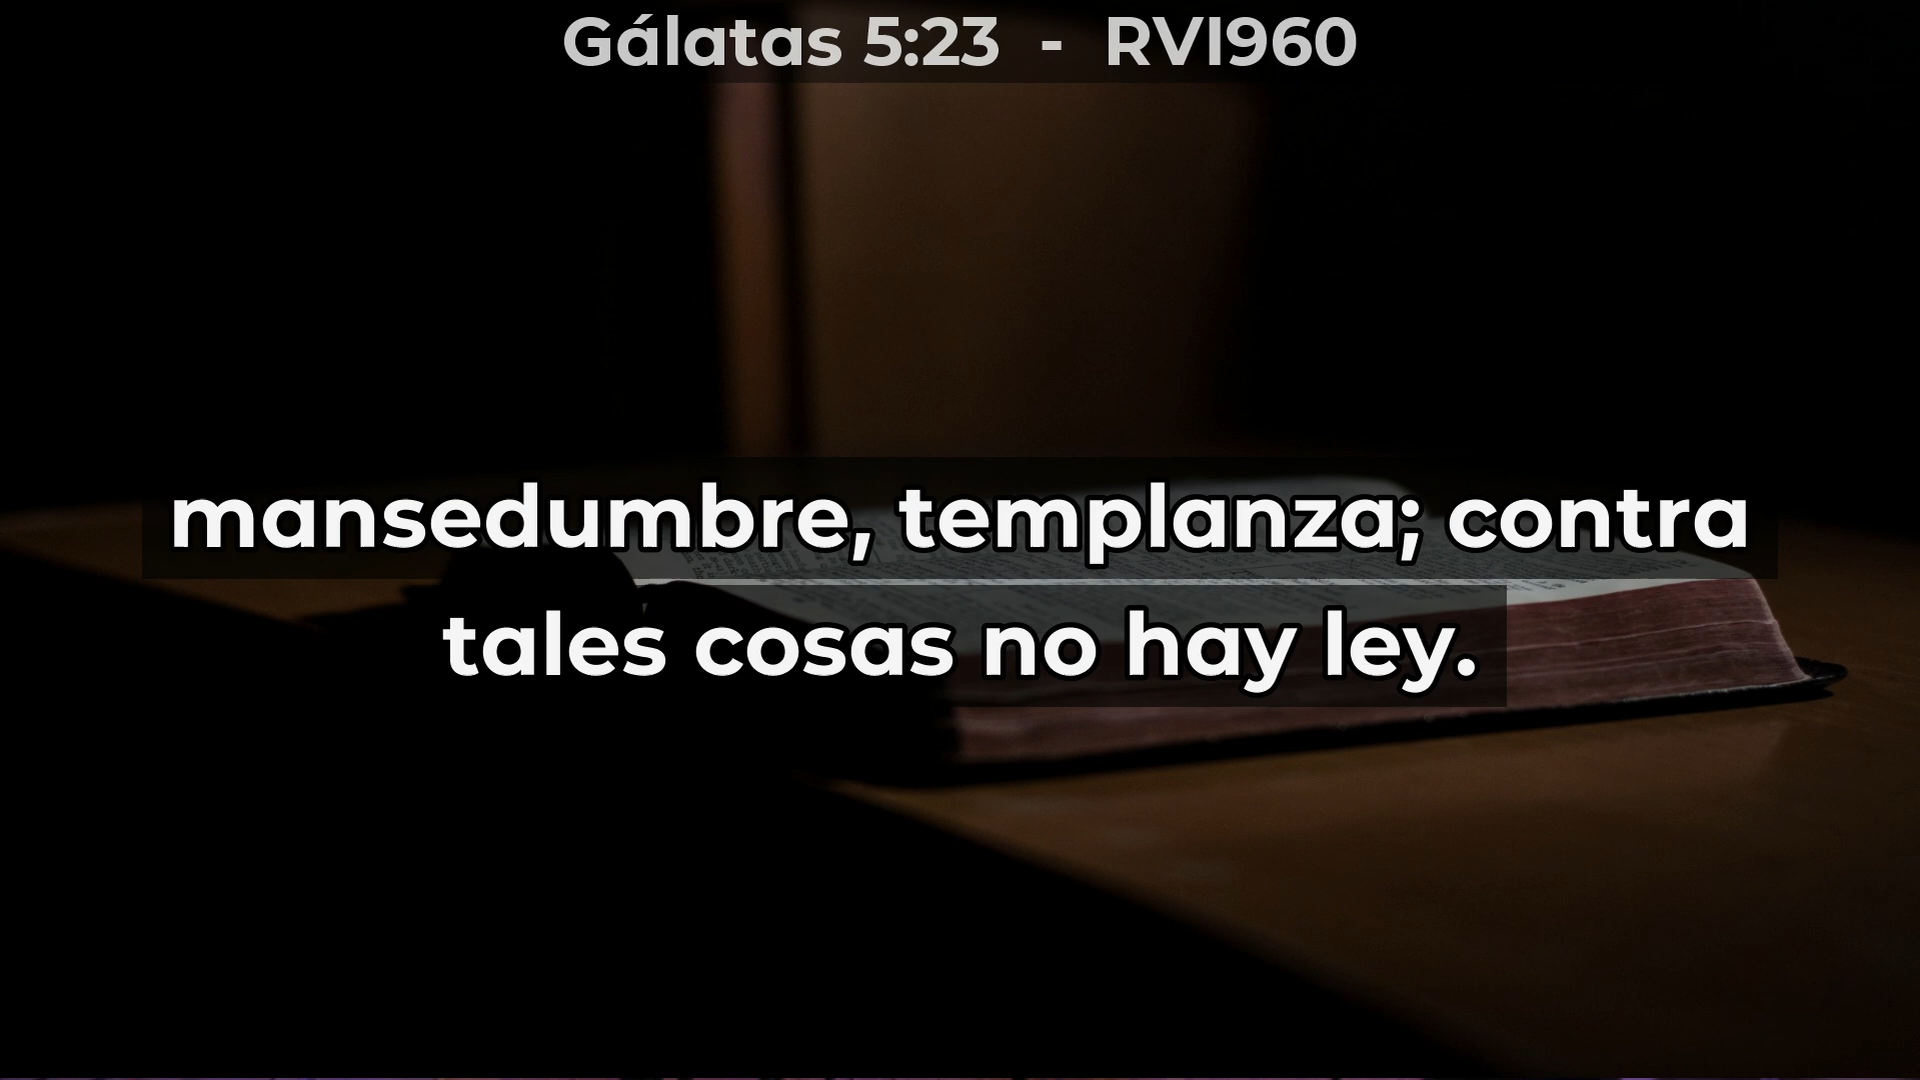 Gálatas 5:23 - RV1960
mansedumbre, templanza; contra
tales cosas no hay ley.